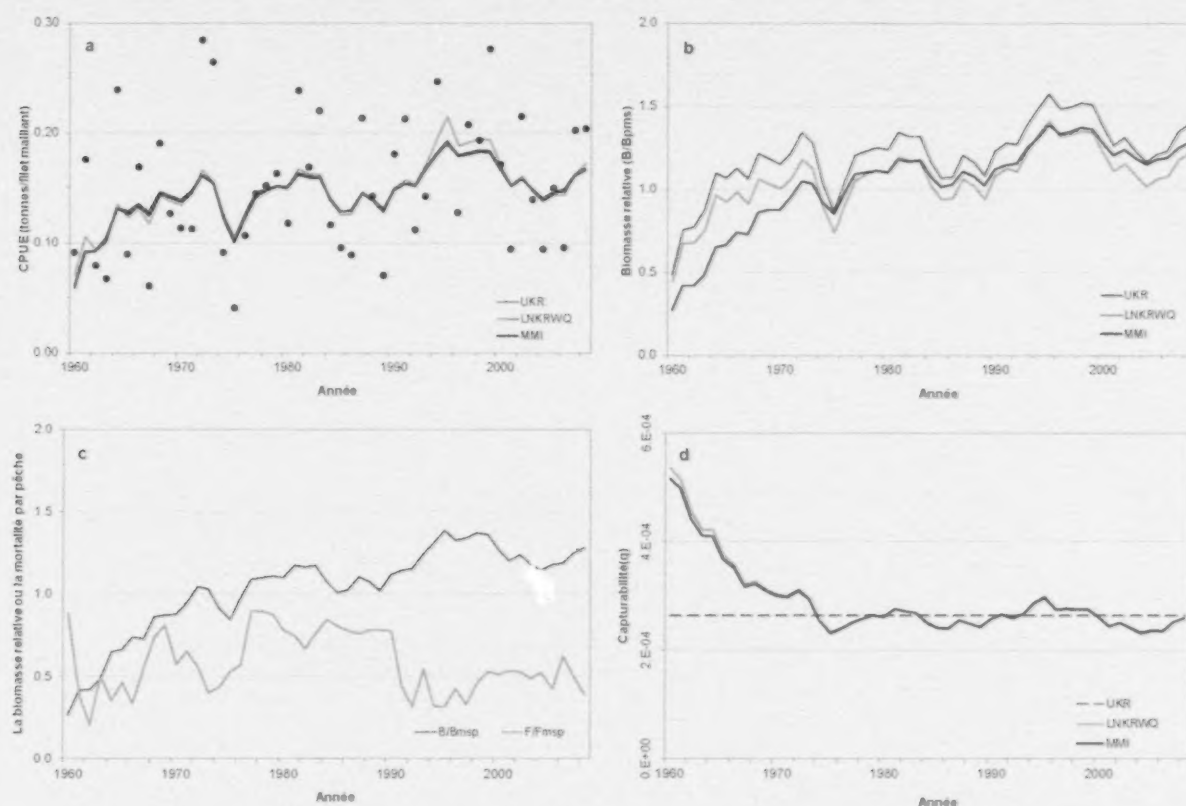 a
CPUE (tonnes/filet maillant)
0.30
0.20
0.10
0.00
1960
1970
1980
1990
2000
Année
UKR
LNKRWQ
MMI
b
Biomasse relative (B/Bpms)
2.0
1.5
1.0
0.5
0.0
1960
1970
1980
1990
2000
Année
UKR
LNKRWQ
MMI
c
La biomasse relative ou la mortalité par pêche
2.0
1.5
1.0
0.5
0.0
1960
1970
1980
1990
2000
Année
B/Bmsp
F/Fmsp
d
Capturabilité(q)
6.E-04
4.E-04
2.E-04
0.E+00
1960
1970
1980
1990
2000
Année
UKR
LNKRWQ
MMI